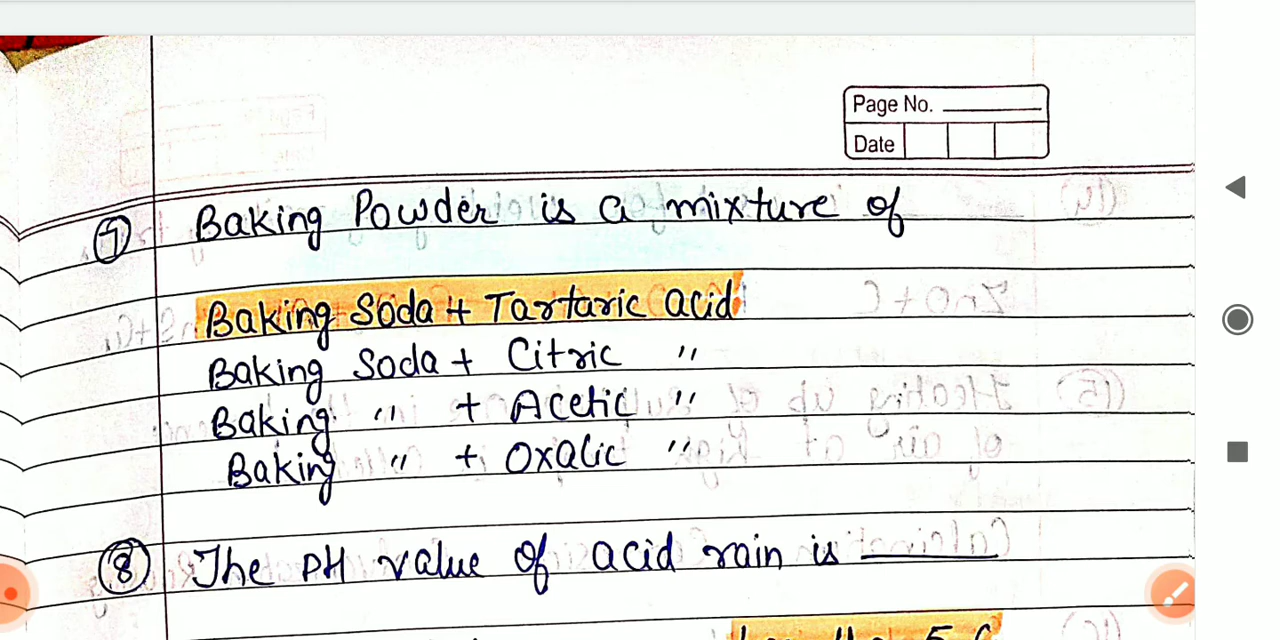 Page No.
Date
7 Baking Powder is a mixture of
Baking Soda + Tartaric acid
Baking Soda + Citric "
Baking " + Acetic "
Baking " + Oxalic "
8 The PH value of acid rain is